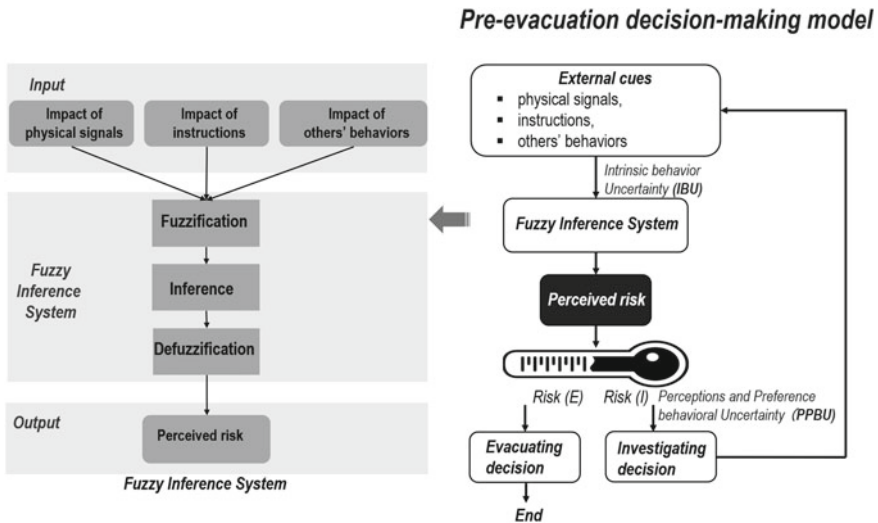 Pre-evacuation decision-making model
Input
Impact of
physical signals
Impact of
instructions
Impact of
others' behaviors
Fuzzy
Inference
System
Fuzzification
Inference
Defuzzification
Output
Perceived risk
Fuzzy Inference System
External cues
▪ physical signals,
▪ instructions,
▪ others' behaviors
Intrinsic behavior
Uncertainty (IBU)
Fuzzy Inference System
Perceived risk
Risk (E)
Risk (I)
Perceptions and Preference
behavioral Uncertainty (PPBU)
Evacuating
decision
Investigating
decision
End